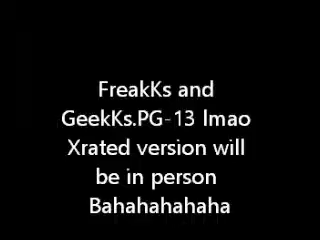 FreakKs and
GeekKs.PG-13 lmao
Xrated version will
be in person
Bahahahahaha